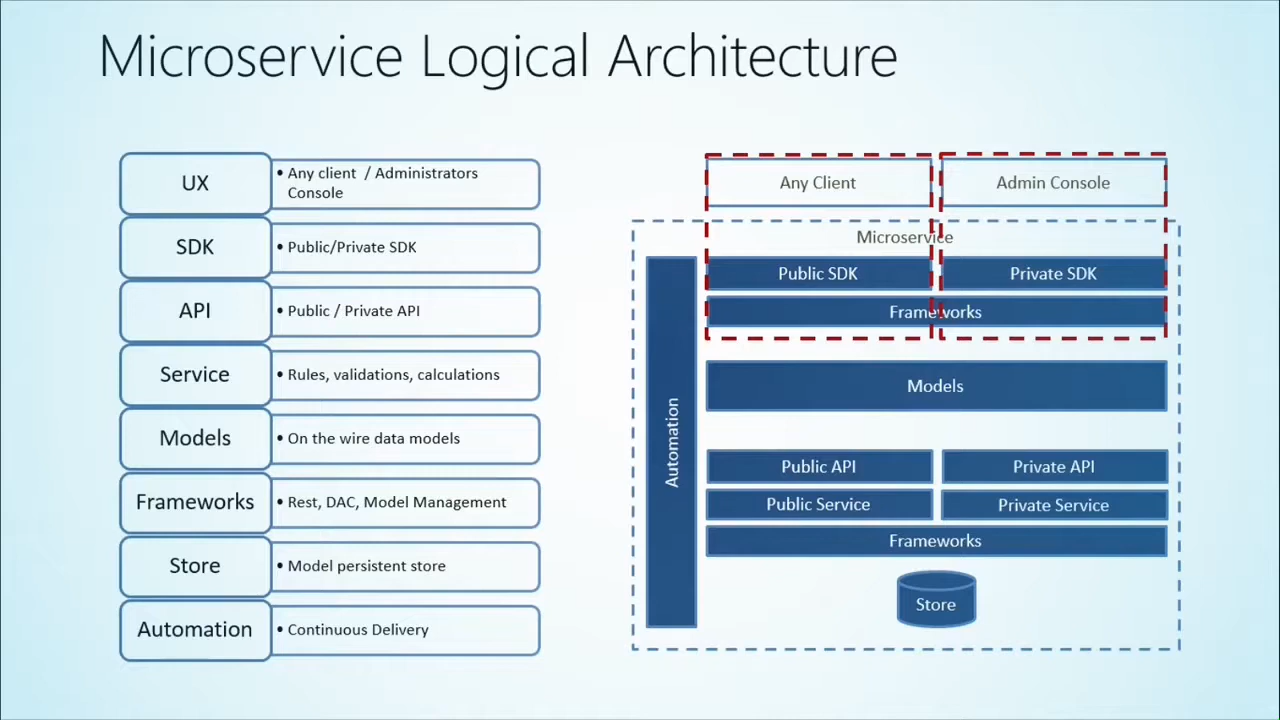 Microservice Logical Architecture
UX
• Any client / Administrators
Console
SDK
• Public/Private SDK
API
• Public / Private API
Service
• Rules, validations, calculations
Models
• On the wire data models
Frameworks
• Rest, DAC, Model Management
Store
• Model persistent store
Automation
• Continuous Delivery
Any Client
Admin Console
Microservice
Public SDK
Private SDK
Frameworks
Models
Automation
Public API
Private API
Public Service
Private Service
Frameworks
Store